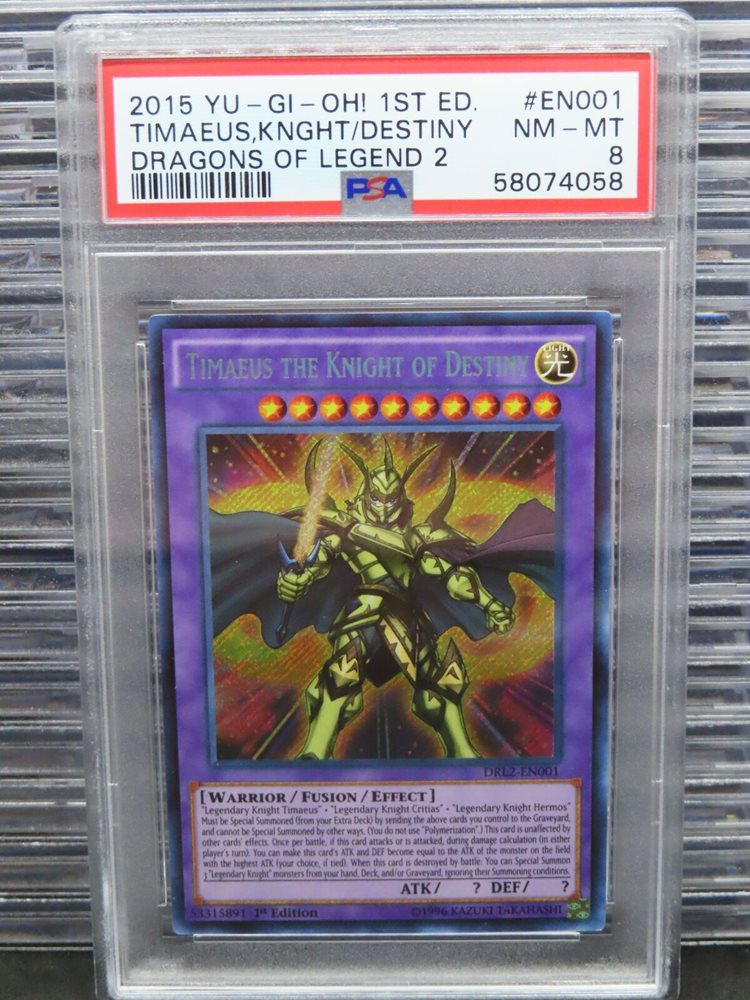 2015 YU-GI-OH! 1ST ED. #EN001
TIMAEUS,KNGHT/DESTINY NM-MT
DRAGONS OF LEGEND 2 8
PSA 58074058
TIMAEUS THE KNIGHT OF DESTINY
LIGHT
光
DRL2-EN001
[WARRIOR / FUSION / EFFECT]
"Legendary Knight Timaeus" • "Legendary Knight Critias" • "Legendary Knight Hermos"
Must be Special Summoned (from your Extra Deck) by sending the above cards you control to the Graveyard,
and cannot be Special Summoned by other ways. (You do not use "Polymerization".) This card is unaffected by
other cards' effects. Once per battle, if this card attacks or is attacked, during damage calculation (in either
player's turn): You can make this card's ATK and DEF become equal to the ATK of the monster on the field
with the highest ATK (your choice, if tied). When this card is destroyed by battle: You can Special Summon
3 "Legendary Knight" monsters from your hand, Deck, and/or Graveyard, ignoring their Summoning conditions.
ATK/ ? DEF/ ?
53315891 1st Edition ©1996 KAZUKI TAKAHASHI